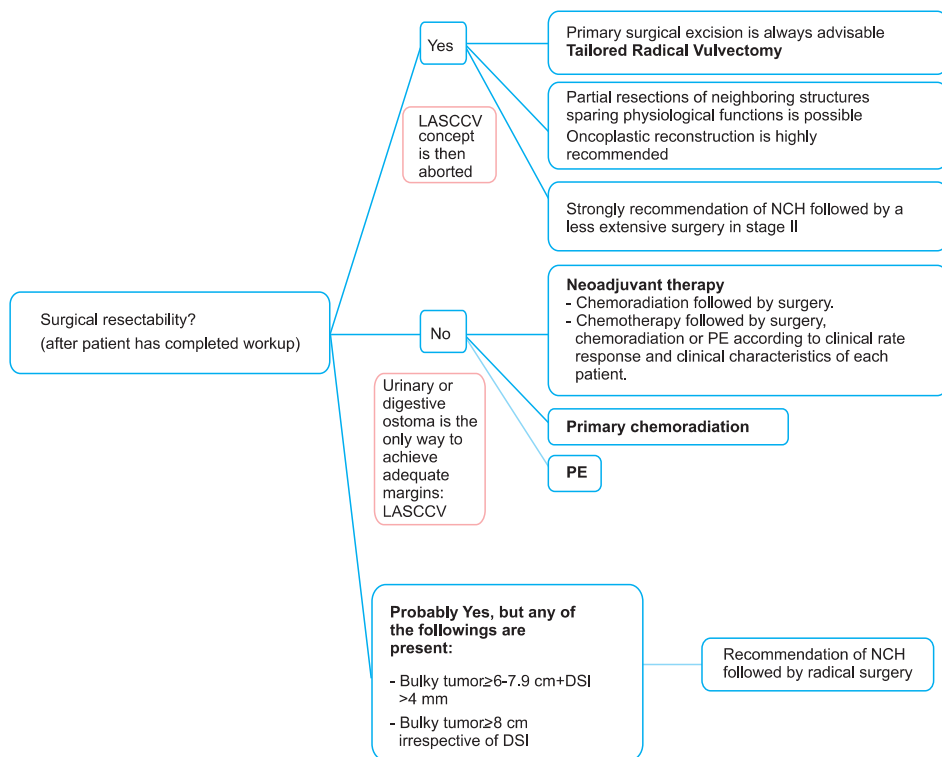 Surgical resectability?
(after patient has completed workup)
Yes
LASCCV
concept
is then
aborted
Primary surgical excision is always advisable
Tailored Radical Vulvectomy
Partial resections of neighboring structures
sparing physiological functions is possible
Oncoplastic reconstruction is highly
recommended
Strongly recommendation of NCH followed by a
less extensive surgery in stage II
No
Urinary or
digestive
ostoma is the
only way to
achieve
adequate
margins:
LASCCV
Neoadjuvant therapy
- Chemoradiation followed by surgery.
- Chemotherapy followed by surgery,
chemoradiation or PE according to clinical rate
response and clinical characteristics of each
patient.
Primary chemoradiation
PE
Probably Yes, but any of
the followings are
present:
- Bulky tumor≥6-7.9 cm+DSI
>4 mm
- Bulky tumor≥8 cm
irrespective of DSI
Recommendation of NCH
followed by radical surgery